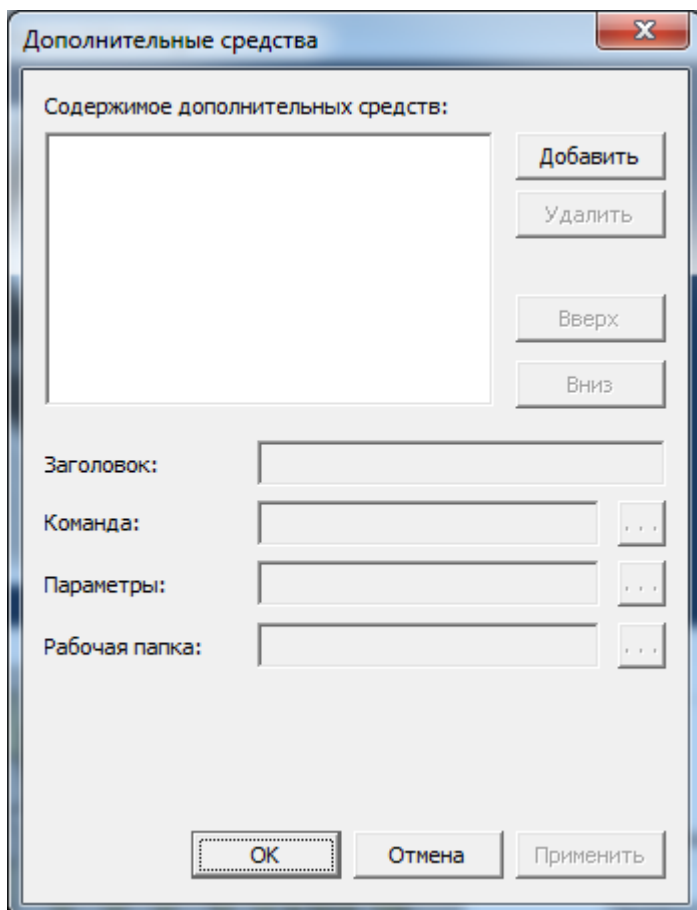 Дополнительные средства
Содержимое дополнительных средств:
Добавить
Удалить
Вверх
Вниз
Заголовок:
Команда:
...
Параметры:
...
Рабочая папка:
...
OK
Отмена
Применить